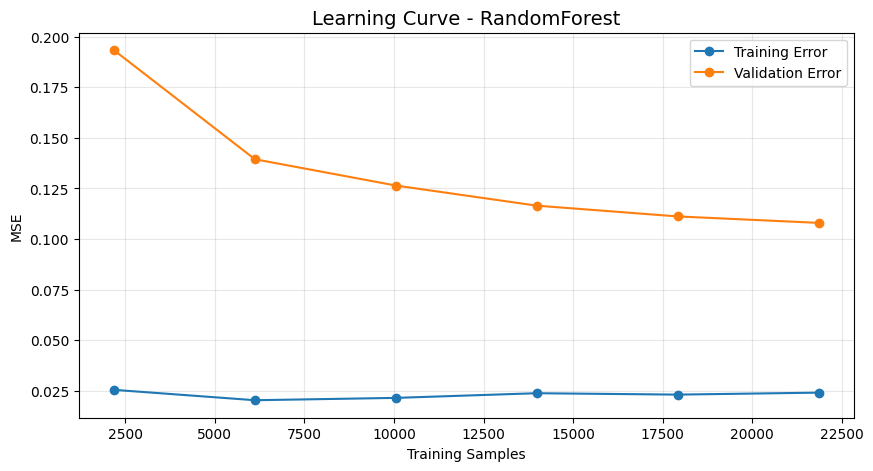 Learning Curve - RandomForest
Training Error
Validation Error
MSE
0.200
0.175
0.150
0.125
0.100
0.075
0.050
0.025
2500 5000 7500 10000 12500 15000 17500 20000 22500
Training Samples